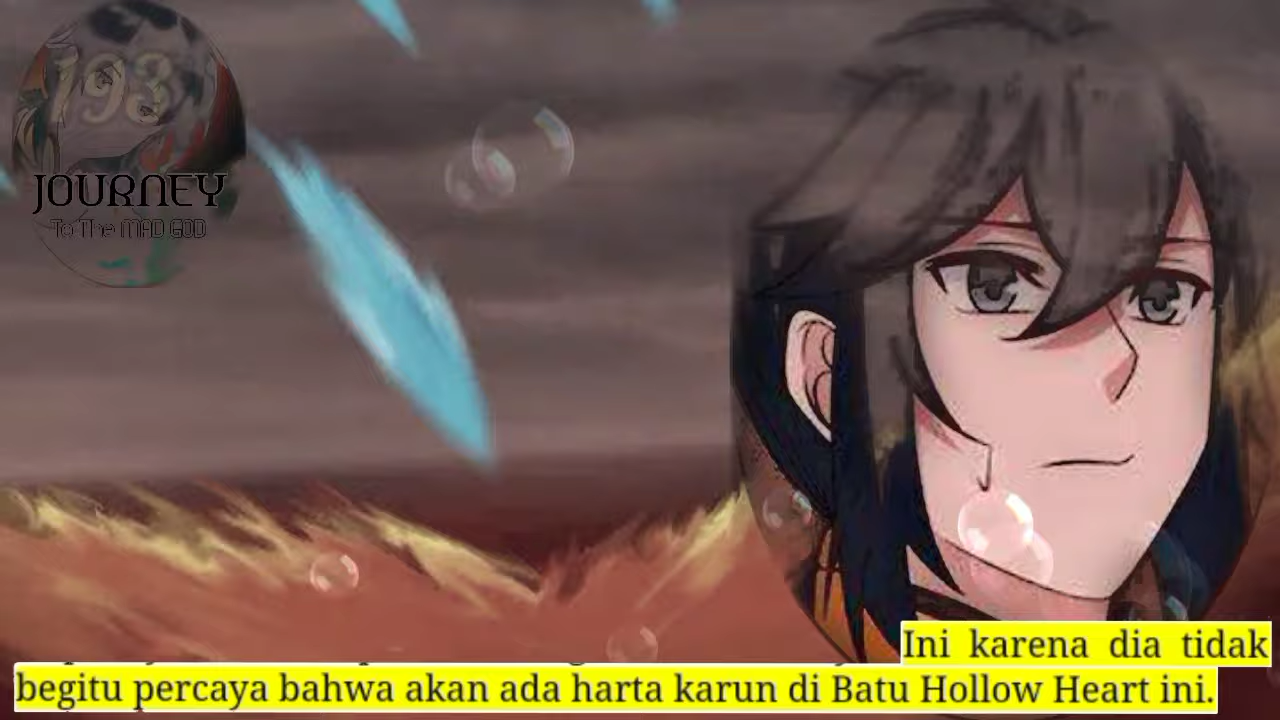 193
JOURNEY
To The MAD GOD
Ini karena dia tidak
begitu percaya bahwa akan ada harta karun di Batu Hollow Heart ini.